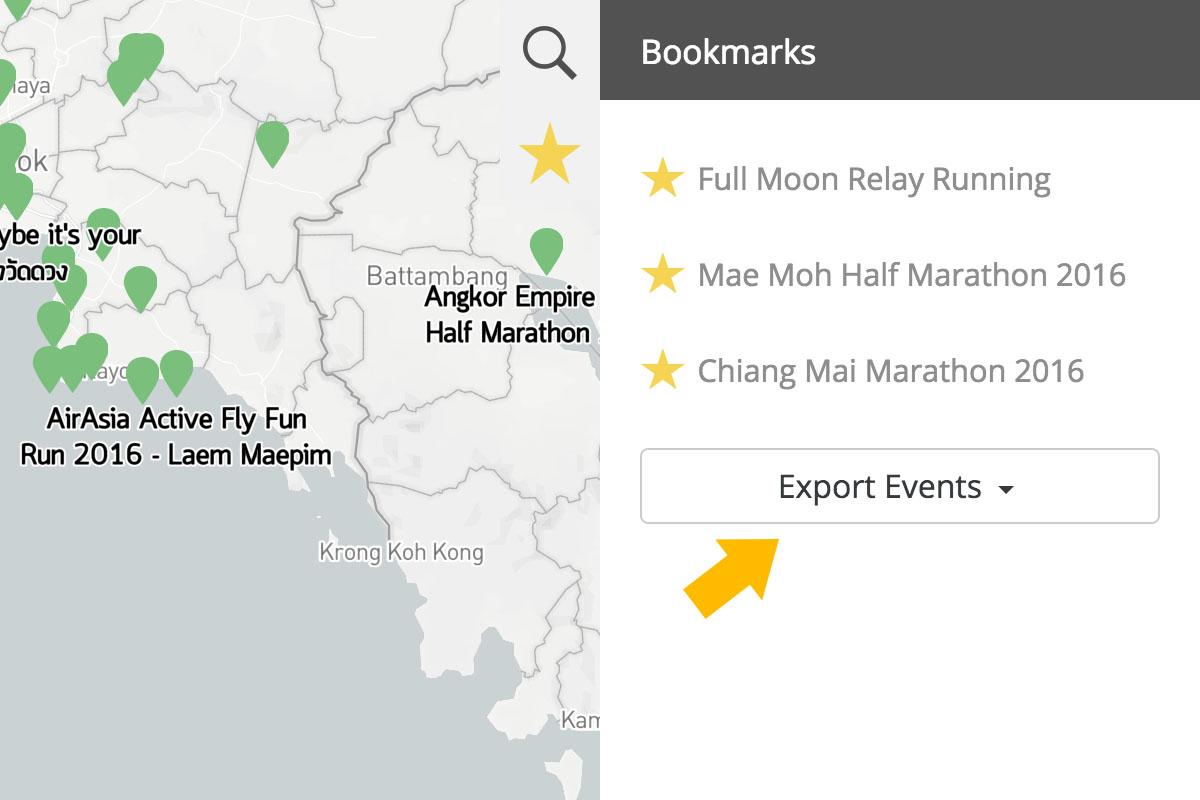 aya
ok
ybe it's your
วัดดวง
Battambang
Angkor Empire
Half Marathon
ayo
AirAsia Active Fly Fun
Run 2016 - Laem Maepim
Krong Koh Kong
Kam
Bookmarks
Full Moon Relay Running
Mae Moh Half Marathon 2016
Chiang Mai Marathon 2016
Export Events